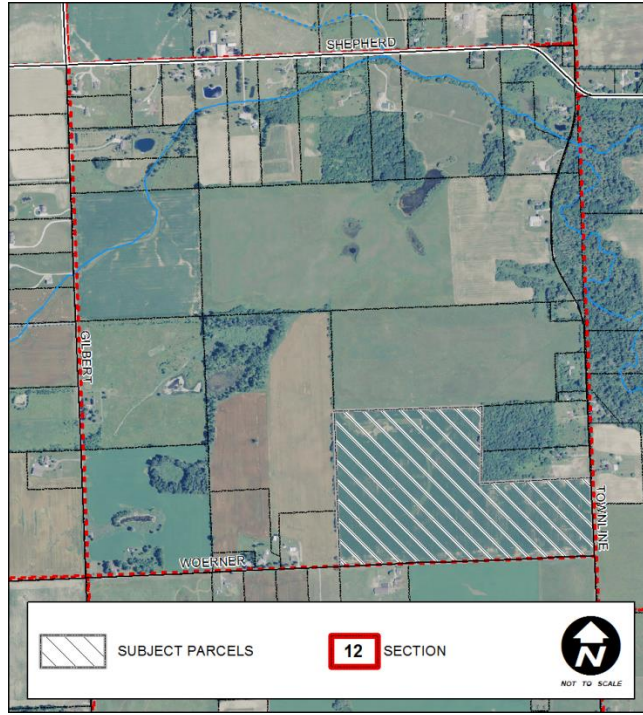 SHEPHERD
GILBERT
TOWNLINE
WOERNER
SUBJECT PARCELS
12 SECTION
N
NOT TO SCALE